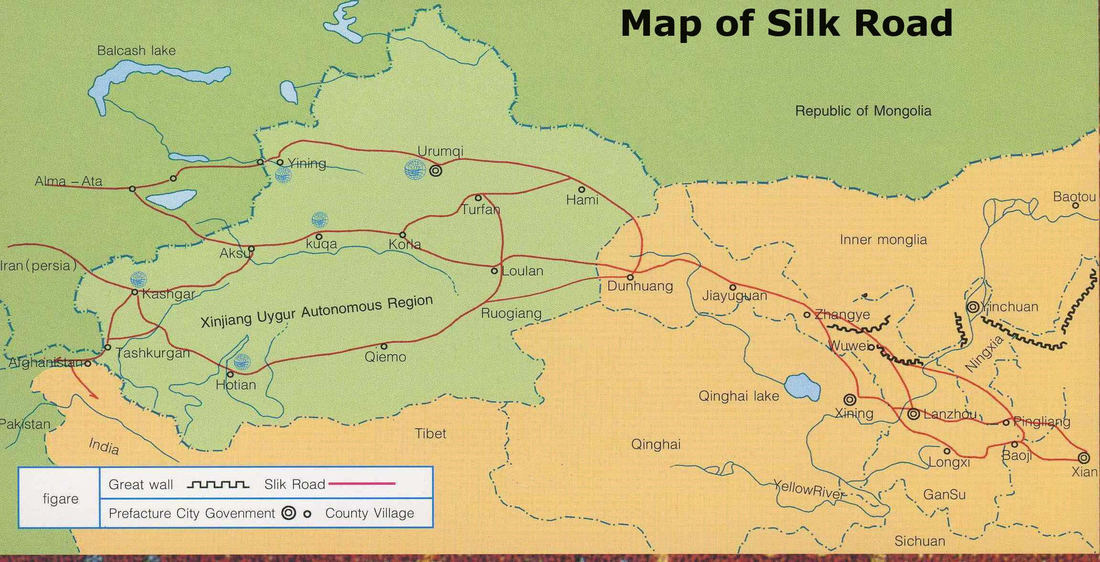 Map of Silk Road
Balcash lake
Republic of Mongolia
Urumqi
Yining
Alma - Ata
Hami
Turfan
Baotou
Inner monglia
Korla
kuqa
Aksu
Iran(persia)
Loulan
Dunhuang
Kashgar
Jiayuguan
Xinjiang Uygur Autonomous Region
Ruogiang
Zhangye
Yinchuan
Tashkurgan
Wuwei
Ningxia
Afghanistan
Qiemo
Hotian
Qinghai lake
Xining
Lanzhou
Pingliang
Pakistan
India
Tibet
Qinghai
Longxi
Baoji
Xian
figare
Great wall
Slik Road
YellowRiver
GanSu
Prefacture City Govenment
County Village
Sichuan